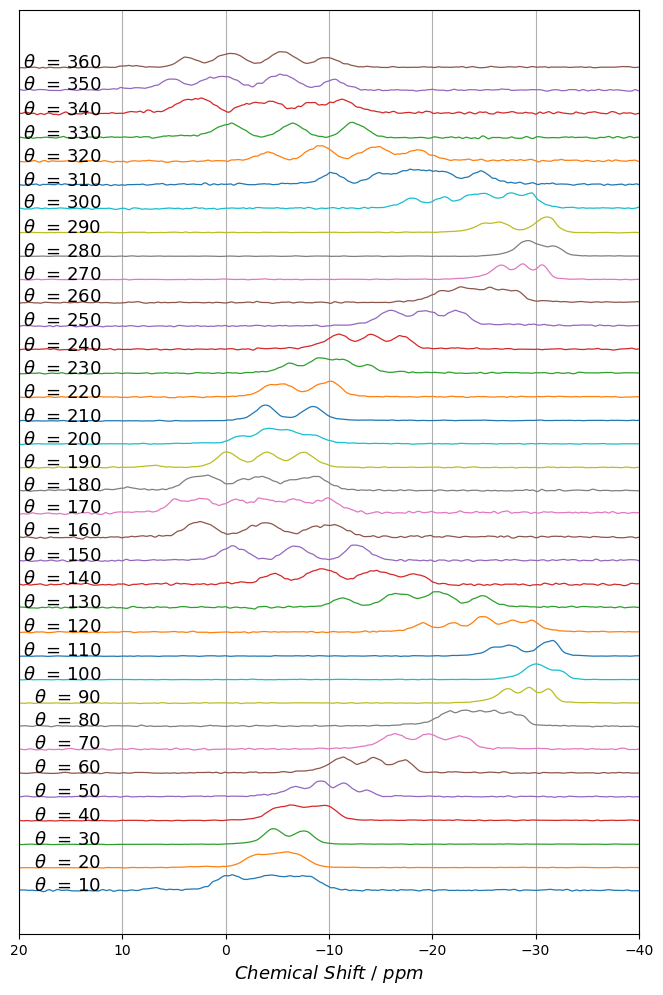 θ = 360
θ = 350
θ = 340
θ = 330
θ = 320
θ = 310
θ = 300
θ = 290
θ = 280
θ = 270
θ = 260
θ = 250
θ = 240
θ = 230
θ = 220
θ = 210
θ = 200
θ = 190
θ = 180
θ = 170
θ = 160
θ = 150
θ = 140
θ = 130
θ = 120
θ = 110
θ = 100
θ = 90
θ = 80
θ = 70
θ = 60
θ = 50
θ = 40
θ = 30
θ = 20
θ = 10
20 10 0 −10 −20 −30 −40
Chemical Shift / ppm